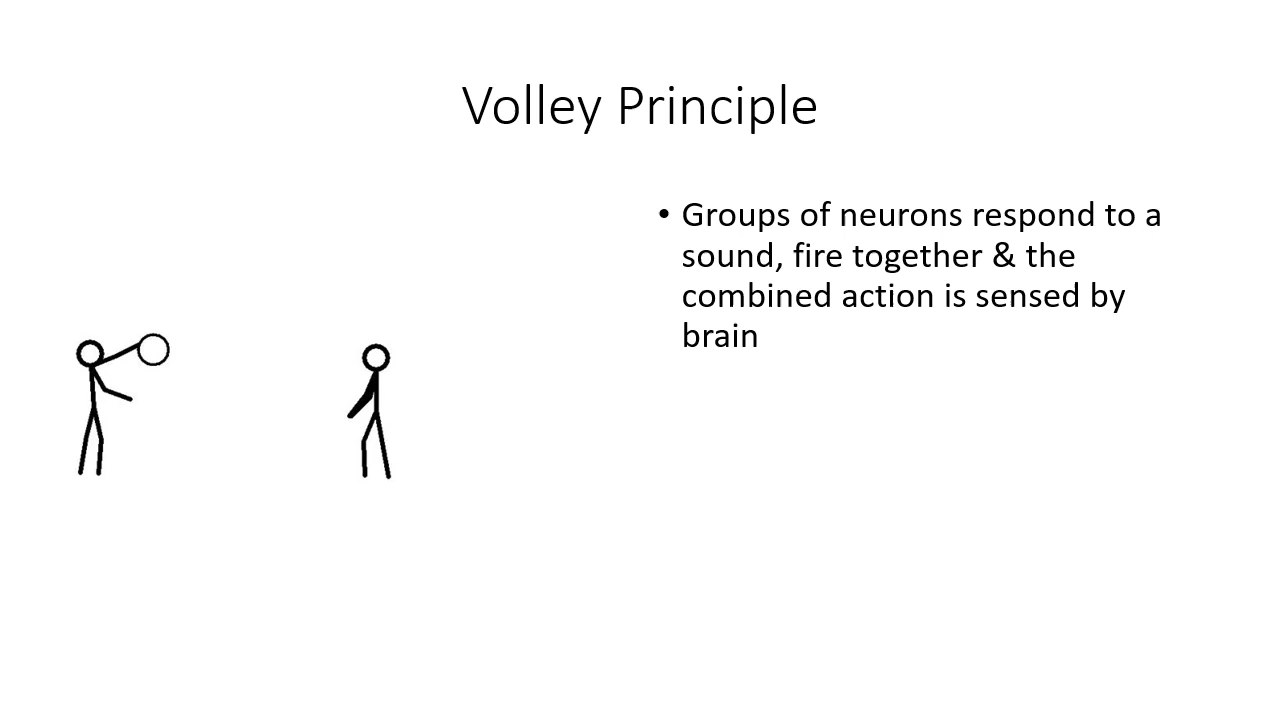 Volley Principle
• Groups of neurons respond to a
sound, fire together & the
combined action is sensed by
brain